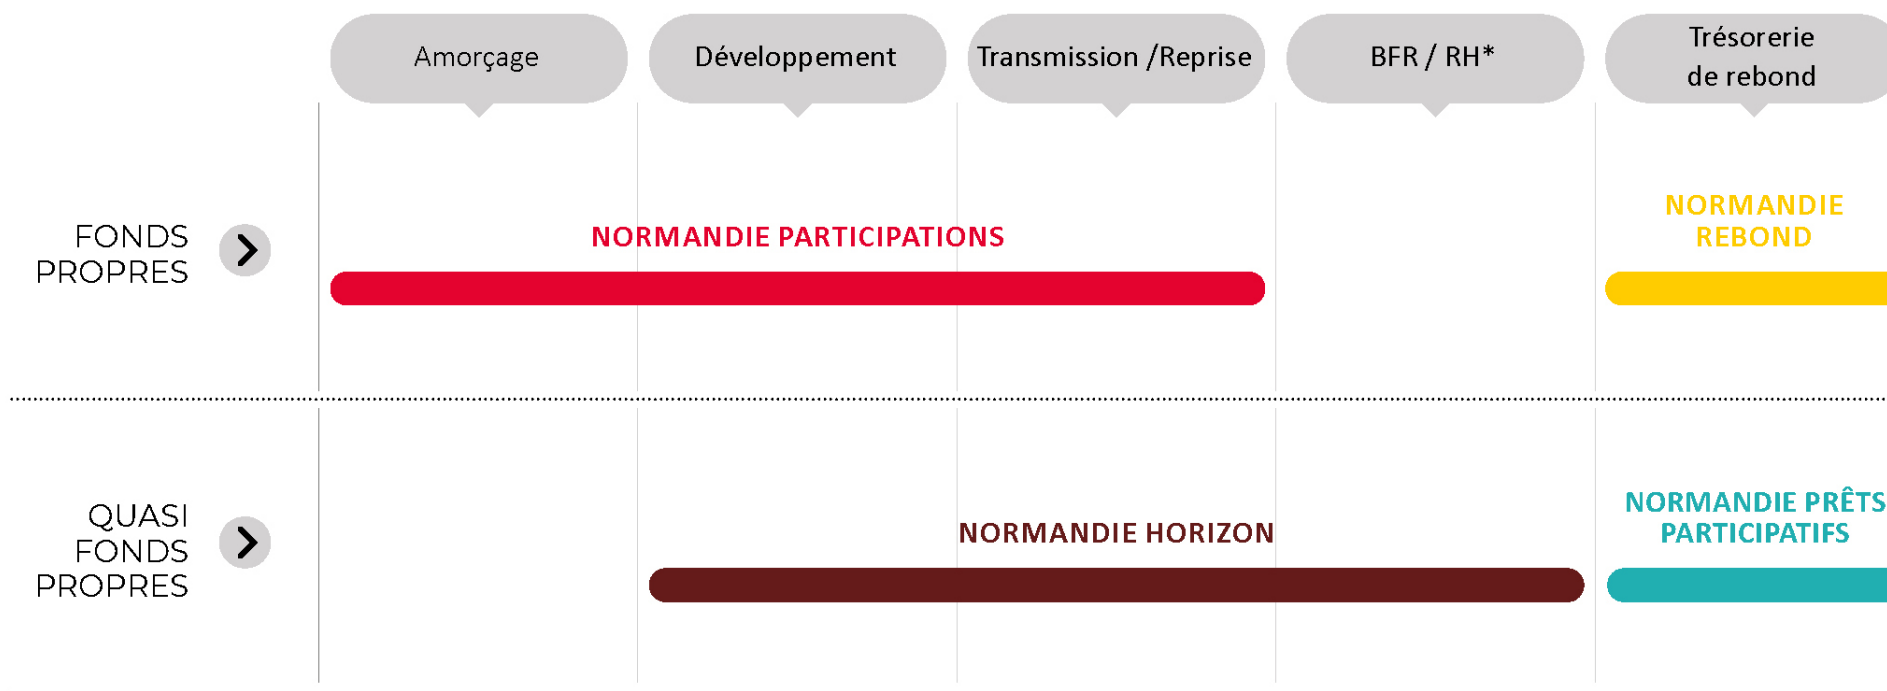 Amorçage
Développement
Transmission /Reprise
BFR / RH*
Trésorerie
de rebond
FONDS
PROPRES
NORMANDIE PARTICIPATIONS
NORMANDIE
REBOND
QUASI
FONDS
PROPRES
NORMANDIE HORIZON
NORMANDIE PRÊTS
PARTICIPATIFS